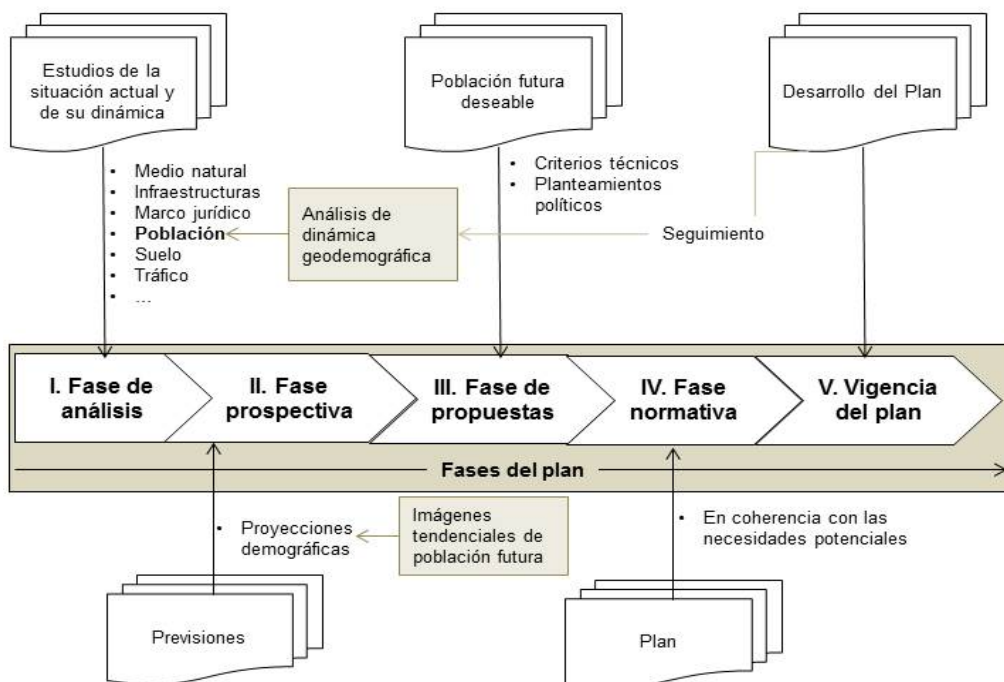 Estudios de la
situación actual y
de su dinámica
Población futura
deseable
Desarrollo del Plan
• Medio natural
• Infraestructuras
• Marco jurídico
• Población
• Suelo
• Tráfico
• ...
Análisis de
dinámica
geodemográfica
• Criterios técnicos
• Planteamientos
políticos
Seguimiento
I. Fase de
análisis
II. Fase
prospectiva
III. Fase de
propuestas
IV. Fase
normativa
V. Vigencia
del plan
Fases del plan
• Proyecciones
demográficas
Imágenes
tendenciales de
población futura
• En coherencia con las
necesidades potenciales
Previsiones
Plan